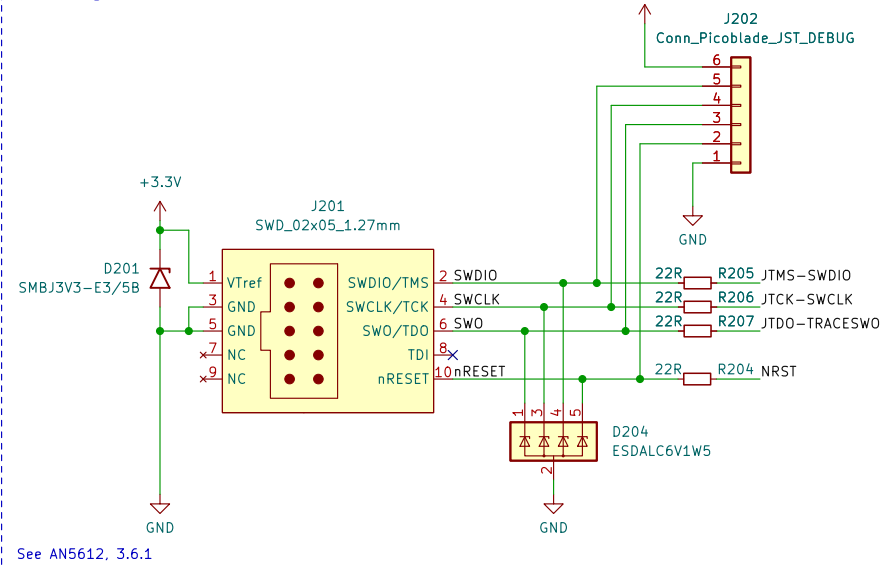 J202
Conn_Picoblade_JST_DEBUG
6
5
4
3
2
1
GND
+3.3V
J201
SWD_02x05_1.27mm
D201
SMBJ3V3-E3/5B
1 VTref
3 GND
5 GND
7 NC
9 NC
SWDIO/TMS 2 SWDIO
SWCLK/TCK 4 SWCLK
SWO/TDO 6 SWO
TDI 8
nRESET 10 nRESET
22R R205 JTMS-SWDIO
22R R206 JTCK-SWCLK
22R R207 JTDO-TRACESWO
22R R204 NRST
1 3 4 5
D204
ESDALC6V1W5
2
GND
GND
See AN5612, 3.6.1